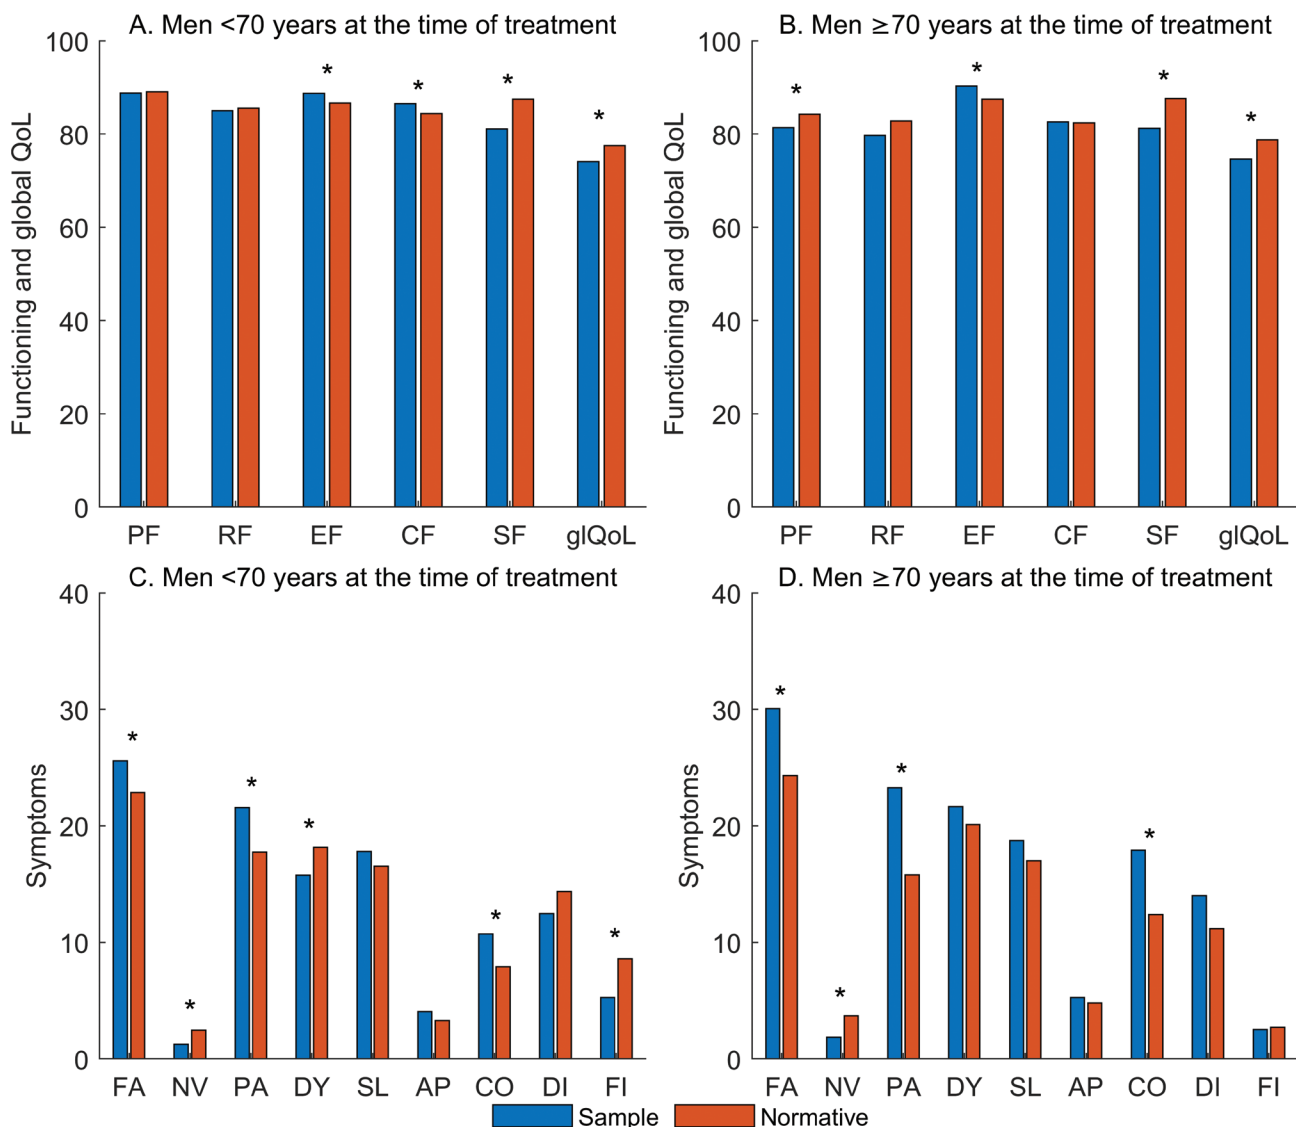 A. Men <70 years at the time of treatment
Functioning and global QoL
100
80
60
40
20
0
* * * *
PF RF EF CF SF glQoL
B. Men ≥70 years at the time of treatment
Functioning and global QoL
100
80
60
40
20
0
* * * *
PF RF EF CF SF glQoL
C. Men <70 years at the time of treatment
Symptoms
40
30
20
10
0
* * * * * *
FA NV PA DY SL AP CO DI FI
D. Men ≥70 years at the time of treatment
Symptoms
40
30
20
10
0
* * * *
FA NV PA DY SL AP CO DI FI
Sample Normative